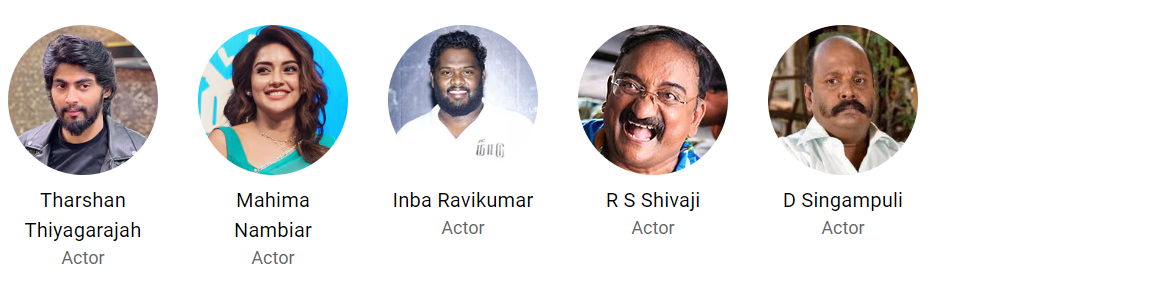 காடு
Tharshan
Thiyagarajah
Actor
Mahima
Nambiar
Actor
Inba Ravikumar
Actor
R S Shivaji
Actor
D Singampuli
Actor